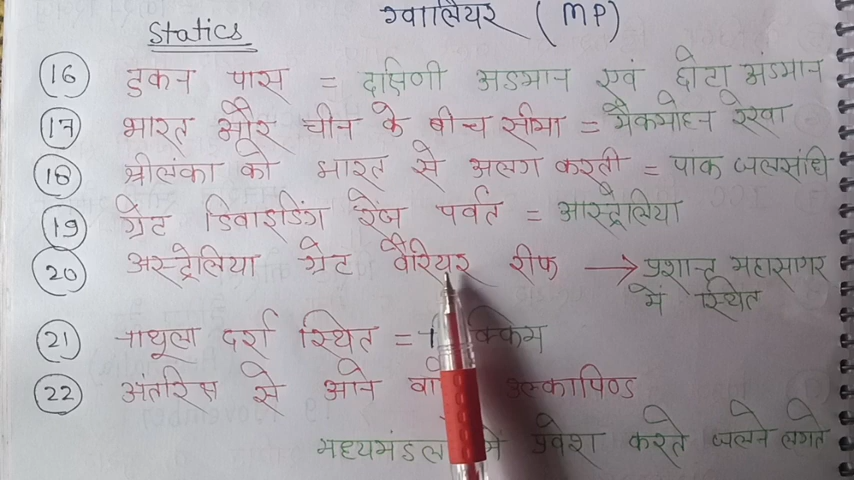 ग्वालियर (MP)
Statics
16 डंकन पास = दक्षिणी अंडमान एवं छोटा अंडमान
17 भारत और चीन के बीच सीमा = मैकमोहन रेखा
18 श्रीलंका को भारत से अलग करती = पाक जलसंधि
19 ग्रेट डिवाइडिंग रेंज पर्वत = आस्ट्रेलिया
20 अस्ट्रेलिया ग्रेट बैरियर रीफ → प्रशान्त महासागर
में स्थित
21 नाथूला दर्रा स्थित =
22 अंतरिक्ष से आने उल्कापिण्ड
मध्यमंडल में प्रवेश करते जलने लगते